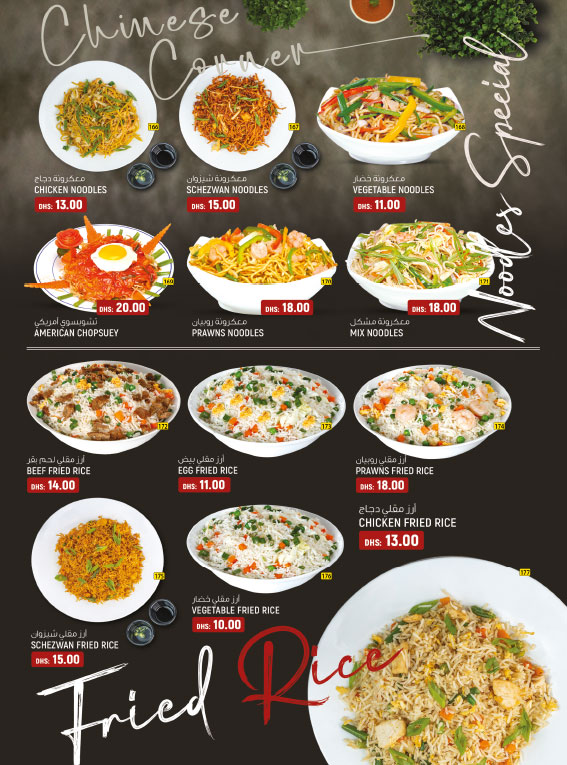 Chinese
Corner
Noodles Special
166
معكرونة دجاج
CHICKEN NOODLES
DHS: 13.00
167
معكرونة شيزوان
SCHEZWAN NOODLES
DHS: 15.00
168
معكرونة خضار
VEGETABLE NOODLES
DHS: 11.00
169
DHS: 20.00
تشوبسوي أمريكي
AMERICAN CHOPSUEY
170
DHS: 18.00
معكرونة روبيان
PRAWNS NOODLES
171
DHS: 18.00
معكرونة مشكل
MIX NOODLES
172
أرز مقلي لحم بقر
BEEF FRIED RICE
DHS: 14.00
173
أرز مقلي بيض
EGG FRIED RICE
DHS: 11.00
174
أرز مقلي روبيان
PRAWNS FRIED RICE
DHS: 18.00
175
أرز مقلي شيزوان
SCHEZWAN FRIED RICE
DHS: 15.00
176
أرز مقلي خضار
VEGETABLE FRIED RICE
DHS: 10.00
أرز مقلي دجاج
CHICKEN FRIED RICE
DHS: 13.00
177
Fried Rice